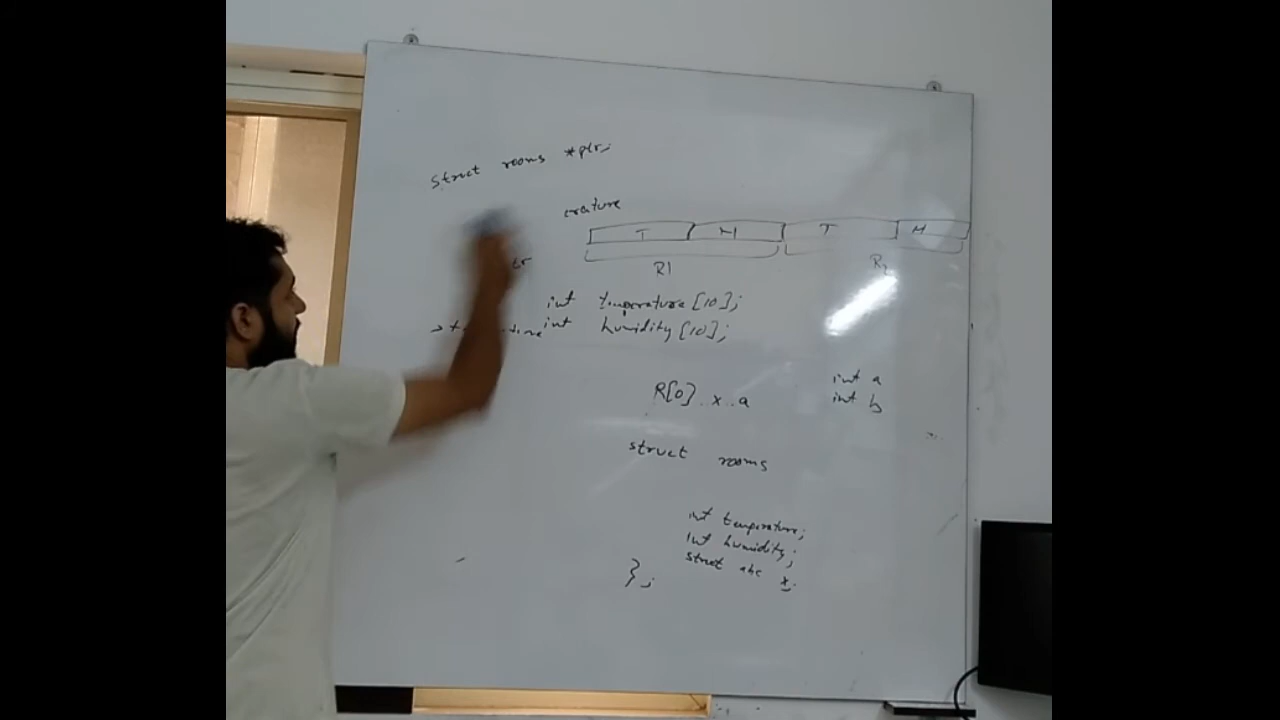 struct rooms *ptr;
erature
T H T H
R1 R2
int temperature[10];
int humidity[10];
int a
R[0].x.a
int b
struct rooms
int temperature;
int humidity;
struct abc x;
};